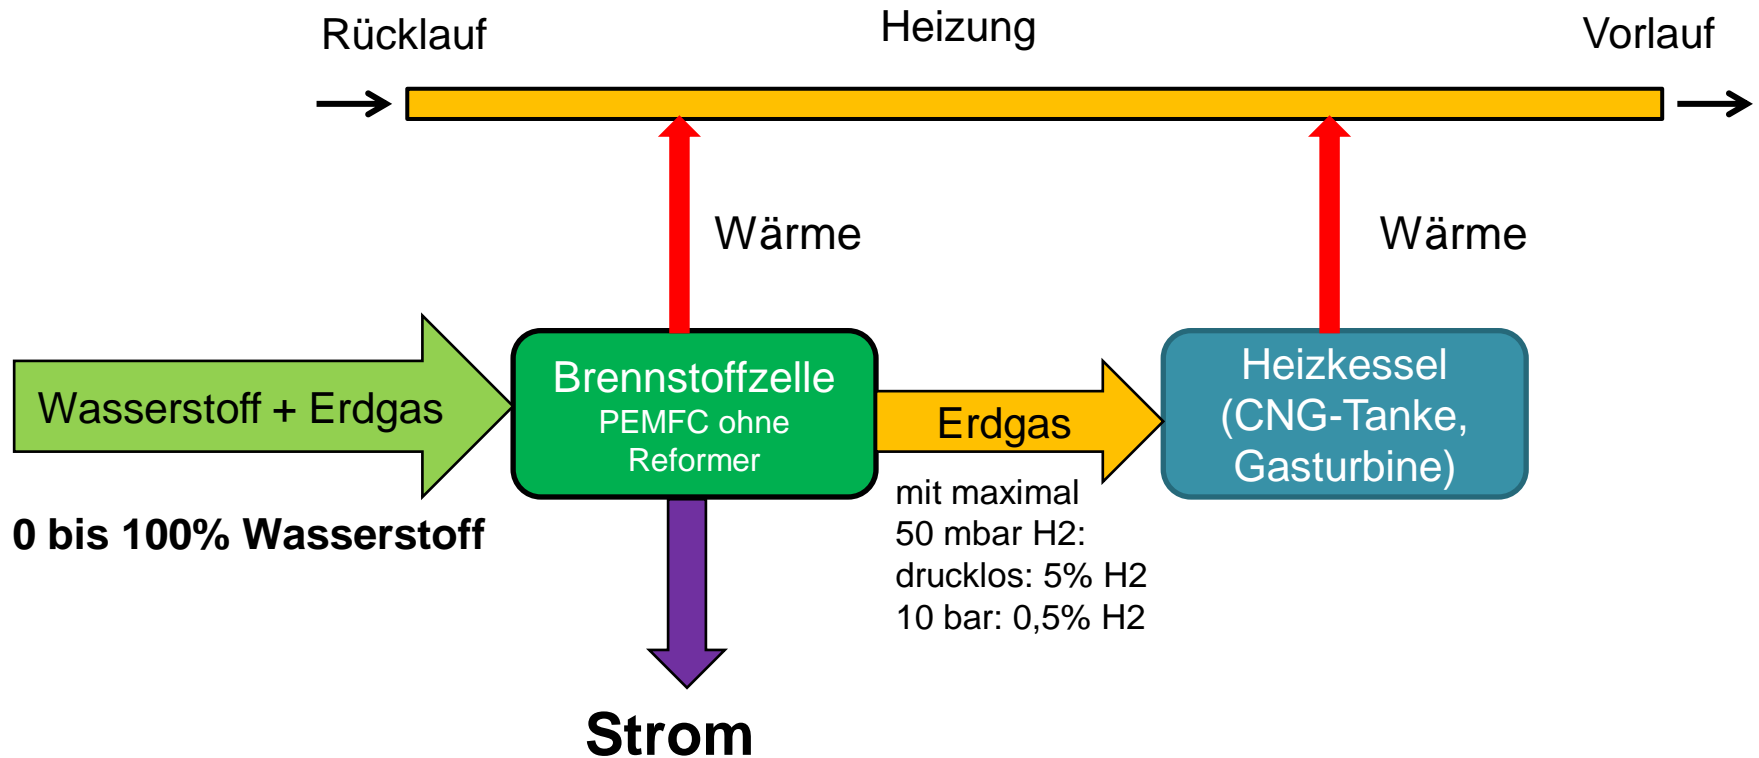 Rücklauf
Heizung
Vorlauf
Wärme
Wärme
Wasserstoff + Erdgas
Brennstoffzelle
PEMFC ohne
Reformer
Erdgas
Heizkessel
(CNG-Tanke,
Gasturbine)
0 bis 100% Wasserstoff
mit maximal
50 mbar H2:
drucklos: 5% H2
10 bar: 0,5% H2
Strom